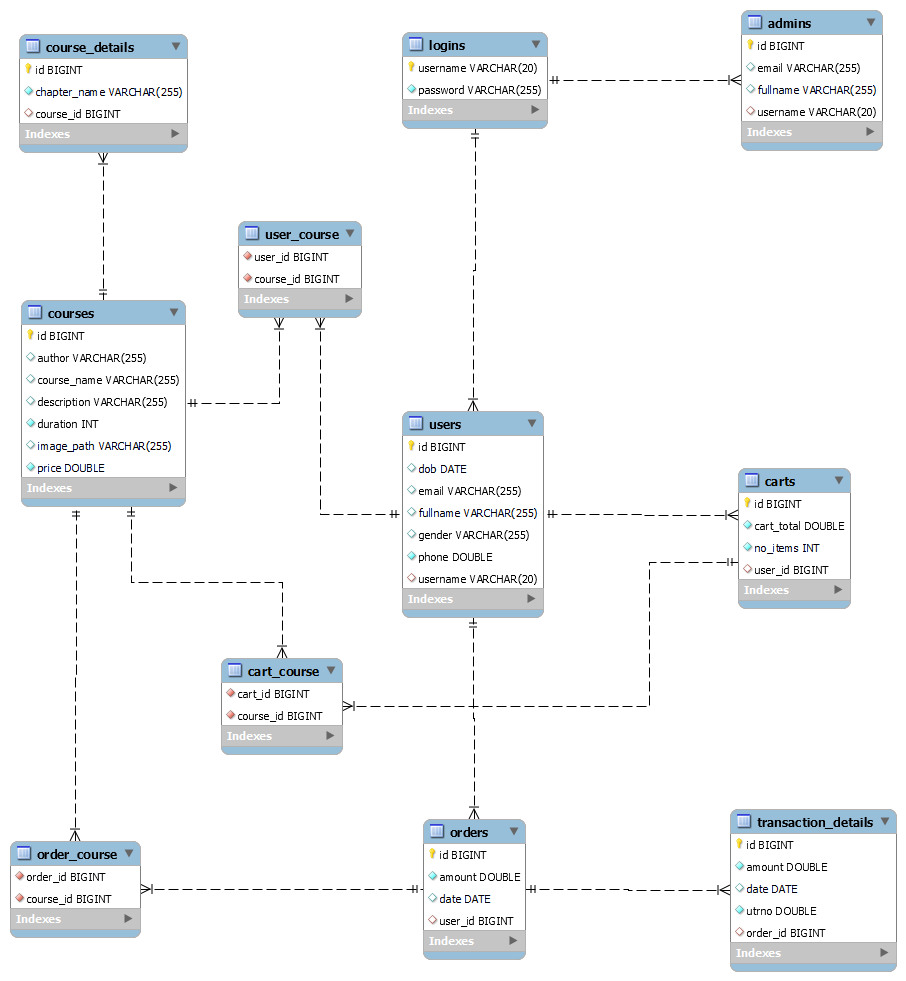 course_details
id BIGINT
chapter_name VARCHAR(255)
course_id BIGINT
Indexes
logins
username VARCHAR(20)
password VARCHAR(255)
Indexes
admins
id BIGINT
email VARCHAR(255)
fullname VARCHAR(255)
username VARCHAR(20)
Indexes
user_course
user_id BIGINT
course_id BIGINT
Indexes
courses
id BIGINT
author VARCHAR(255)
course_name VARCHAR(255)
description VARCHAR(255)
duration INT
image_path VARCHAR(255)
price DOUBLE
Indexes
users
id BIGINT
dob DATE
email VARCHAR(255)
fullname VARCHAR(255)
gender VARCHAR(255)
phone DOUBLE
username VARCHAR(20)
Indexes
carts
id BIGINT
cart_total DOUBLE
no_items INT
user_id BIGINT
Indexes
cart_course
cart_id BIGINT
course_id BIGINT
Indexes
order_course
order_id BIGINT
course_id BIGINT
Indexes
orders
id BIGINT
amount DOUBLE
date DATE
user_id BIGINT
Indexes
transaction_details
id BIGINT
amount DOUBLE
date DATE
utrno DOUBLE
order_id BIGINT
Indexes